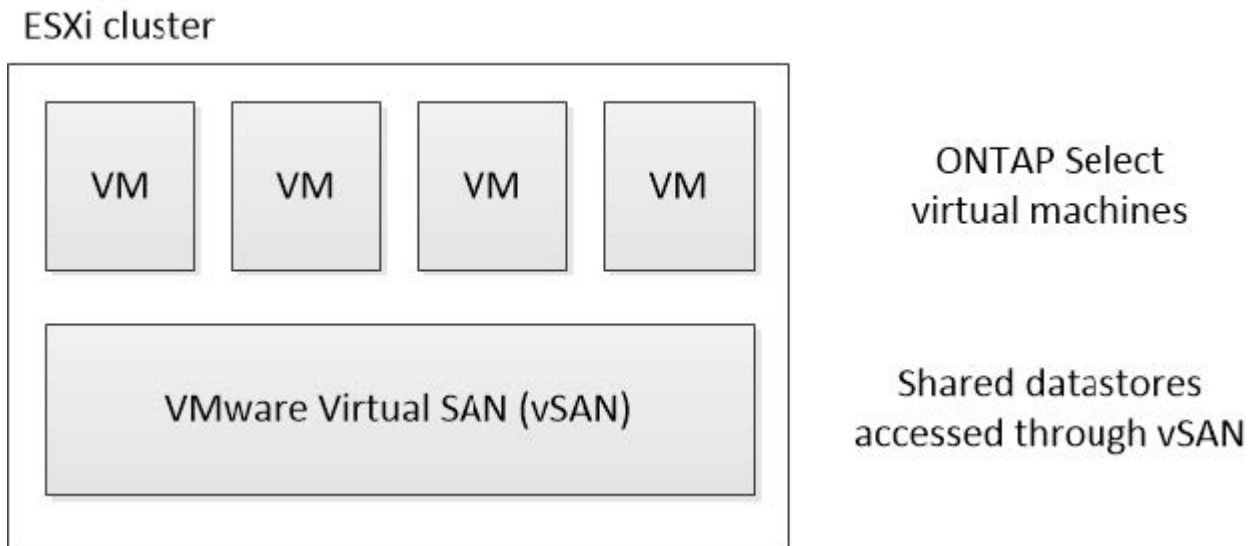 ESXi cluster
VM VM VM VM
ONTAP Select
virtual machines
VMware Virtual SAN (vSAN)
Shared datastores
accessed through vSAN